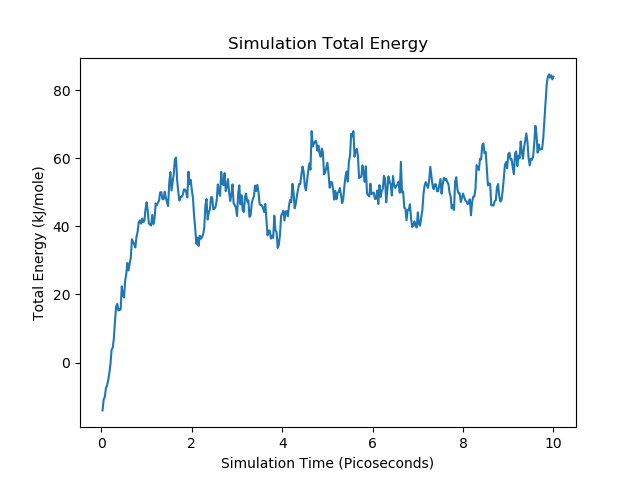 Simulation Total Energy
Total Energy (kJ/mole)
80
60
40
20
0
0 2 4 6 8 10
Simulation Time (Picoseconds)